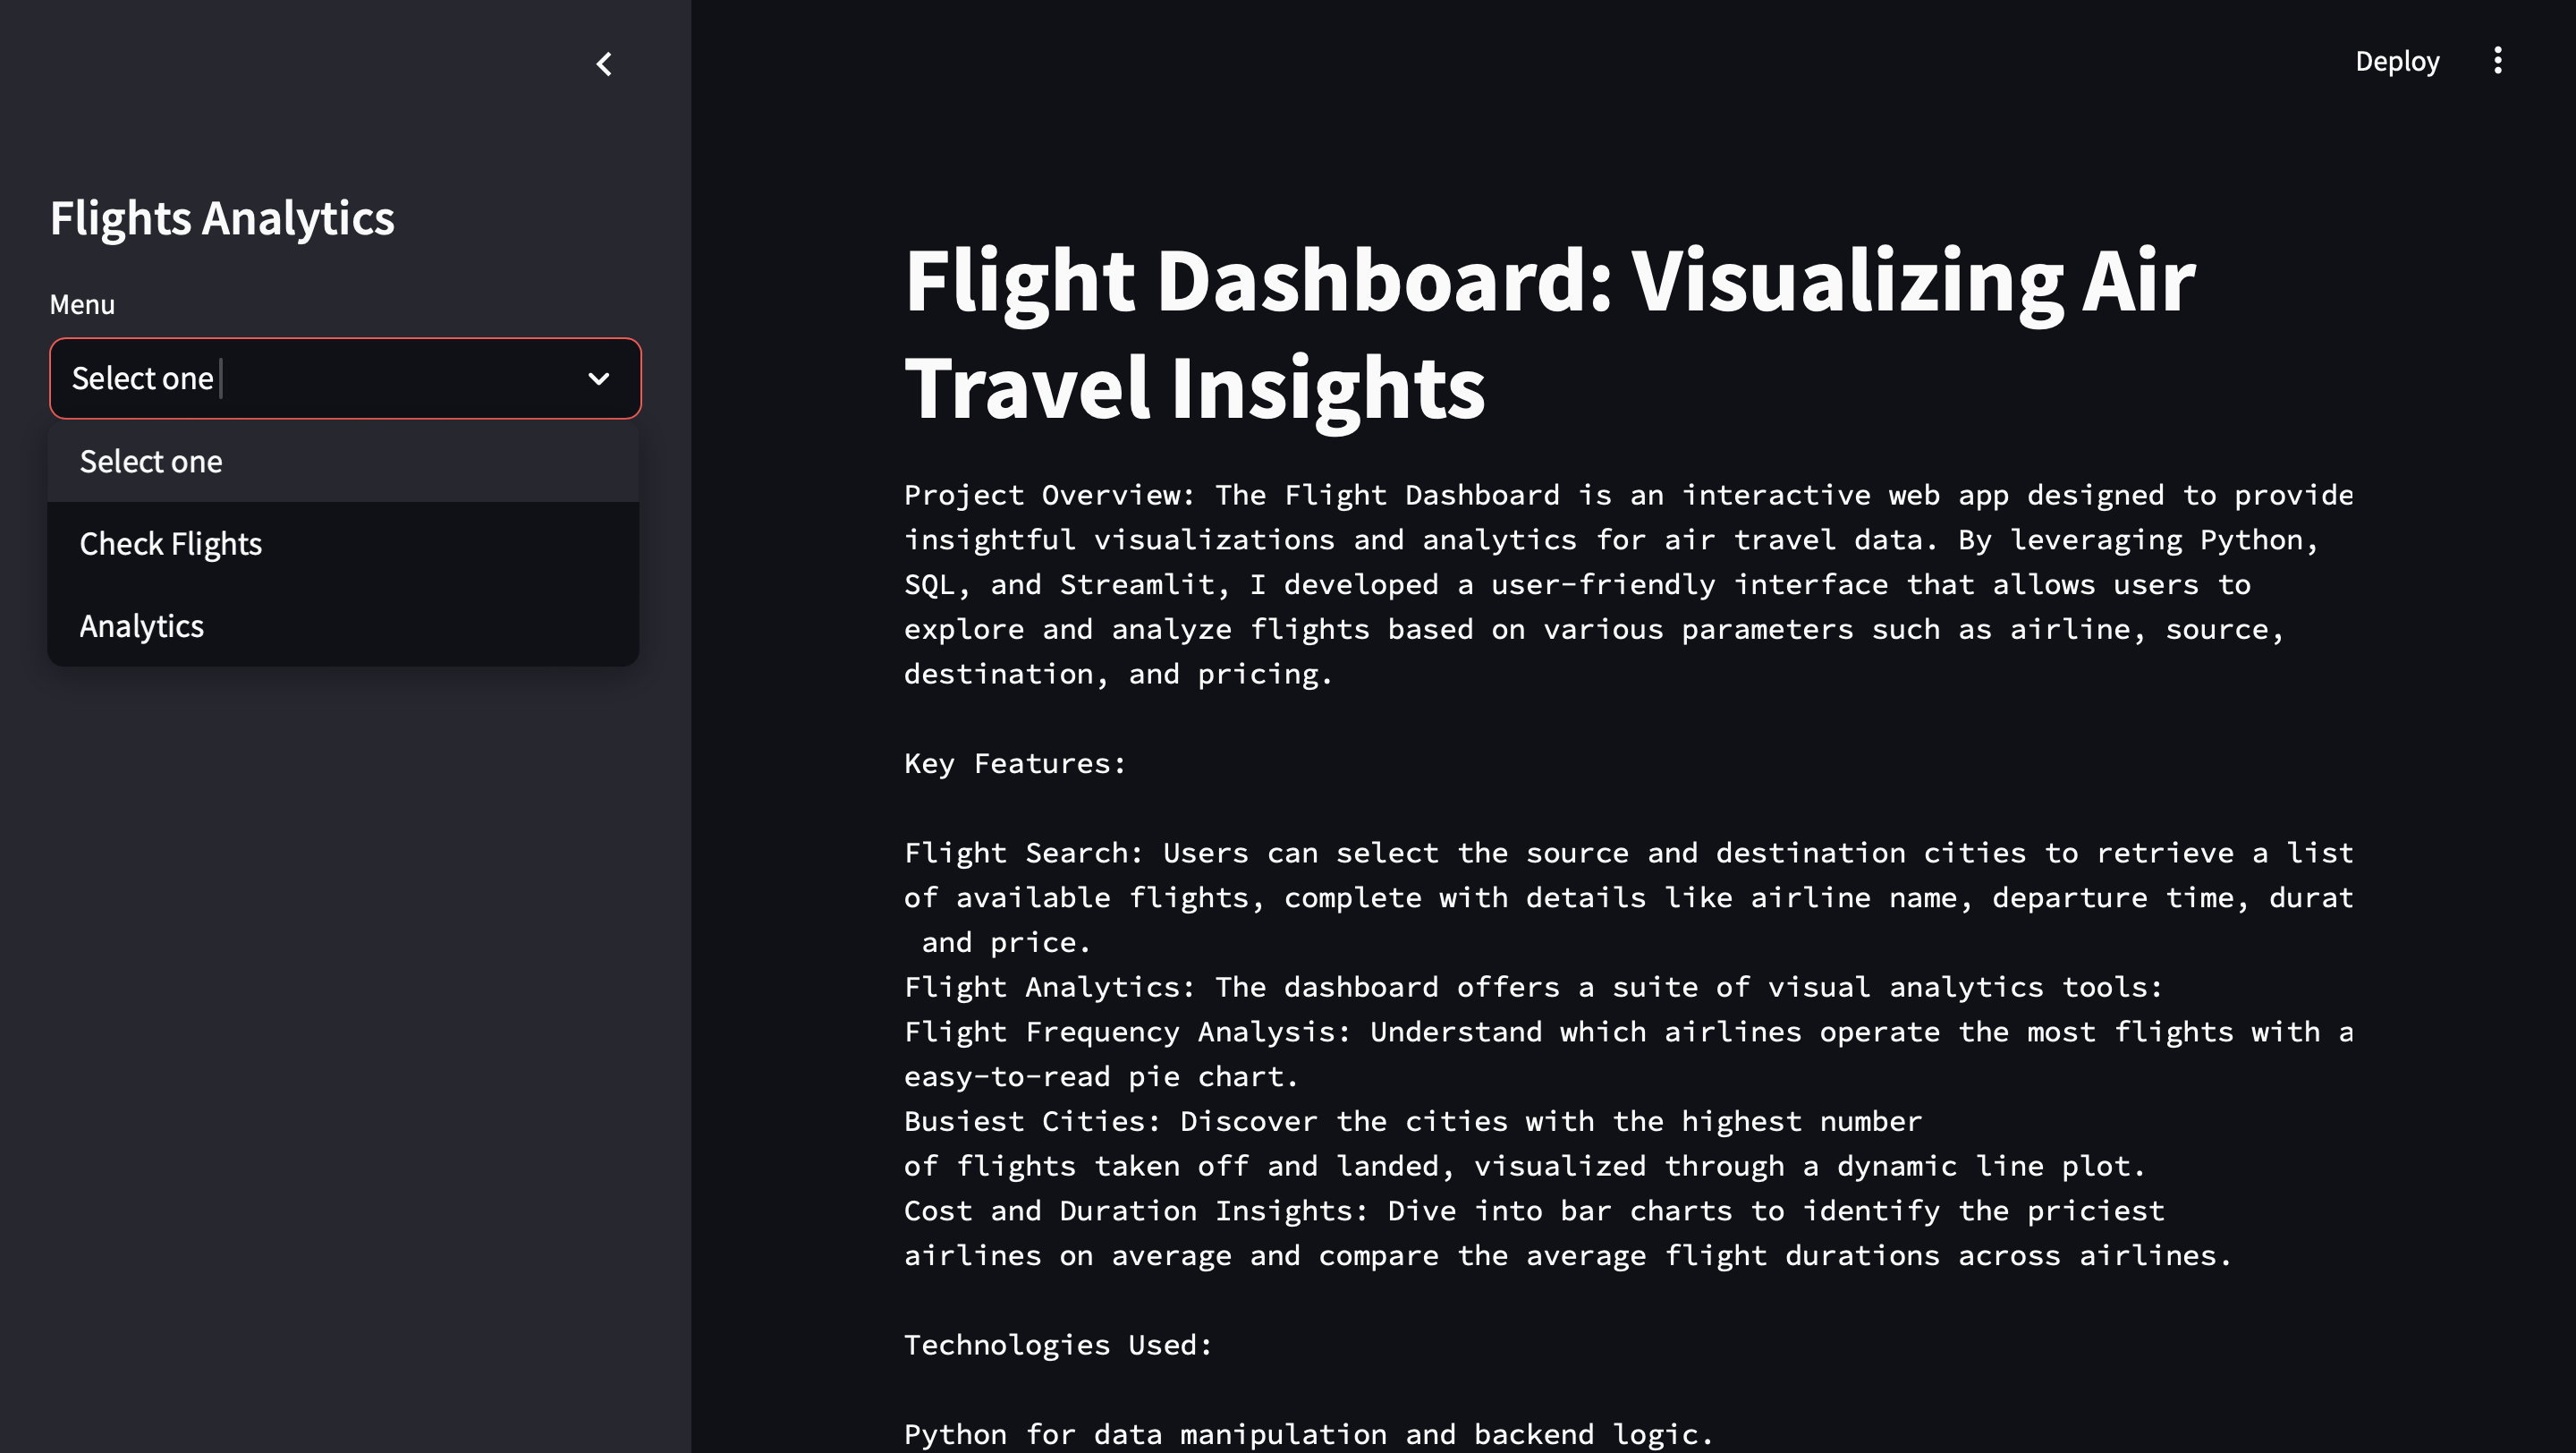 Deploy
Flights Analytics
Menu
Select one
Select one
Check Flights
Analytics
Flight Dashboard: Visualizing Air
Travel Insights
Project Overview: The Flight Dashboard is an interactive web app designed to provide
insightful visualizations and analytics for air travel data. By leveraging Python,
SQL, and Streamlit, I developed a user-friendly interface that allows users to
explore and analyze flights based on various parameters such as airline, source,
destination, and pricing.
Key Features:
Flight Search: Users can select the source and destination cities to retrieve a list
of available flights, complete with details like airline name, departure time, durat
and price.
Flight Analytics: The dashboard offers a suite of visual analytics tools:
Flight Frequency Analysis: Understand which airlines operate the most flights with a
easy-to-read pie chart.
Busiest Cities: Discover the cities with the highest number
of flights taken off and landed, visualized through a dynamic line plot.
Cost and Duration Insights: Dive into bar charts to identify the priciest
airlines on average and compare the average flight durations across airlines.
Technologies Used:
Python for data manipulation and backend logic.